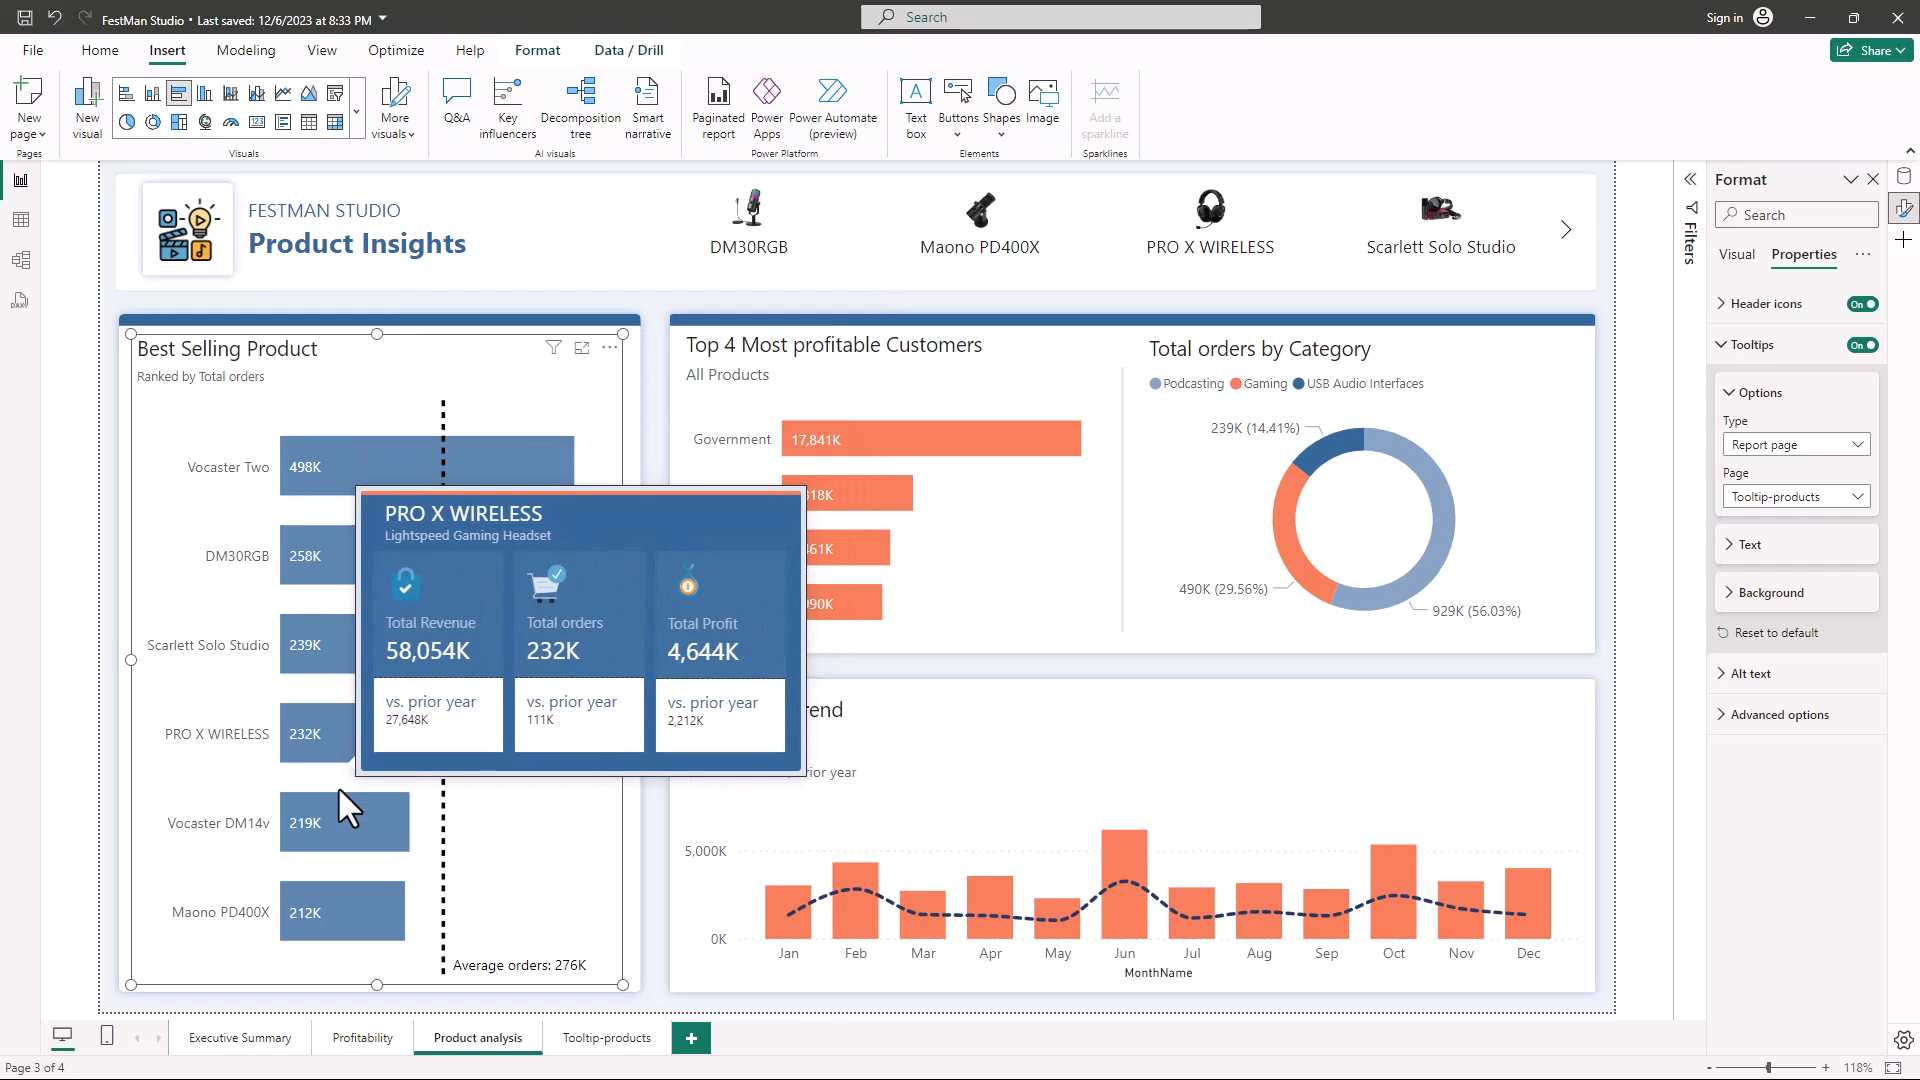 FestMan Studio • Last saved: 12/6/2023 at 8:33 PM
Search
Sign in
File
Home
Insert
Modeling
View
Optimize
Help
Format
Data / Drill
Share
New page
New visual
More visuals
Q&A
Key influencers
Decomposition tree
Smart narrative
Paginated report
Power Apps
Power Automate (preview)
Text box
Buttons
Shapes
Image
Add a sparkline
Pages
Visuals
AI visuals
Power Platform
Elements
Sparklines
FESTMAN STUDIO
Product Insights
DM30RGB
Maono PD400X
PRO X WIRELESS
Scarlett Solo Studio
Best Selling Product
Ranked by Total orders
Vocaster Two
498K
DM30RGB
258K
Scarlett Solo Studio
239K
PRO X WIRELESS
232K
Vocaster DM14v
219K
Maono PD400X
212K
Average orders: 276K
PRO X WIRELESS
Lightspeed Gaming Headset
Total Revenue
58,054K
Total orders
232K
Total Profit
4,644K
vs. prior year
27,648K
vs. prior year
111K
vs. prior year
2,212K
Top 4 Most profitable Customers
All Products
Government
17,841K
318K
461K
090K
Total orders by Category
Podcasting
Gaming
USB Audio Interfaces
239K (14.41%)
490K (29.56%)
929K (56.03%)
rend
rior year
5,000K
0K
Jan
Feb
Mar
Apr
May
Jun
Jul
Aug
Sep
Oct
Nov
Dec
MonthName
Filters
Format
Search
Visual
Properties
Header icons
On
Tooltips
On
Options
Type
Report page
Page
Tooltip-products
Text
Background
Reset to default
Alt text
Advanced options
DAX
Executive Summary
Profitability
Product analysis
Tooltip-products
Page 3 of 4
118%